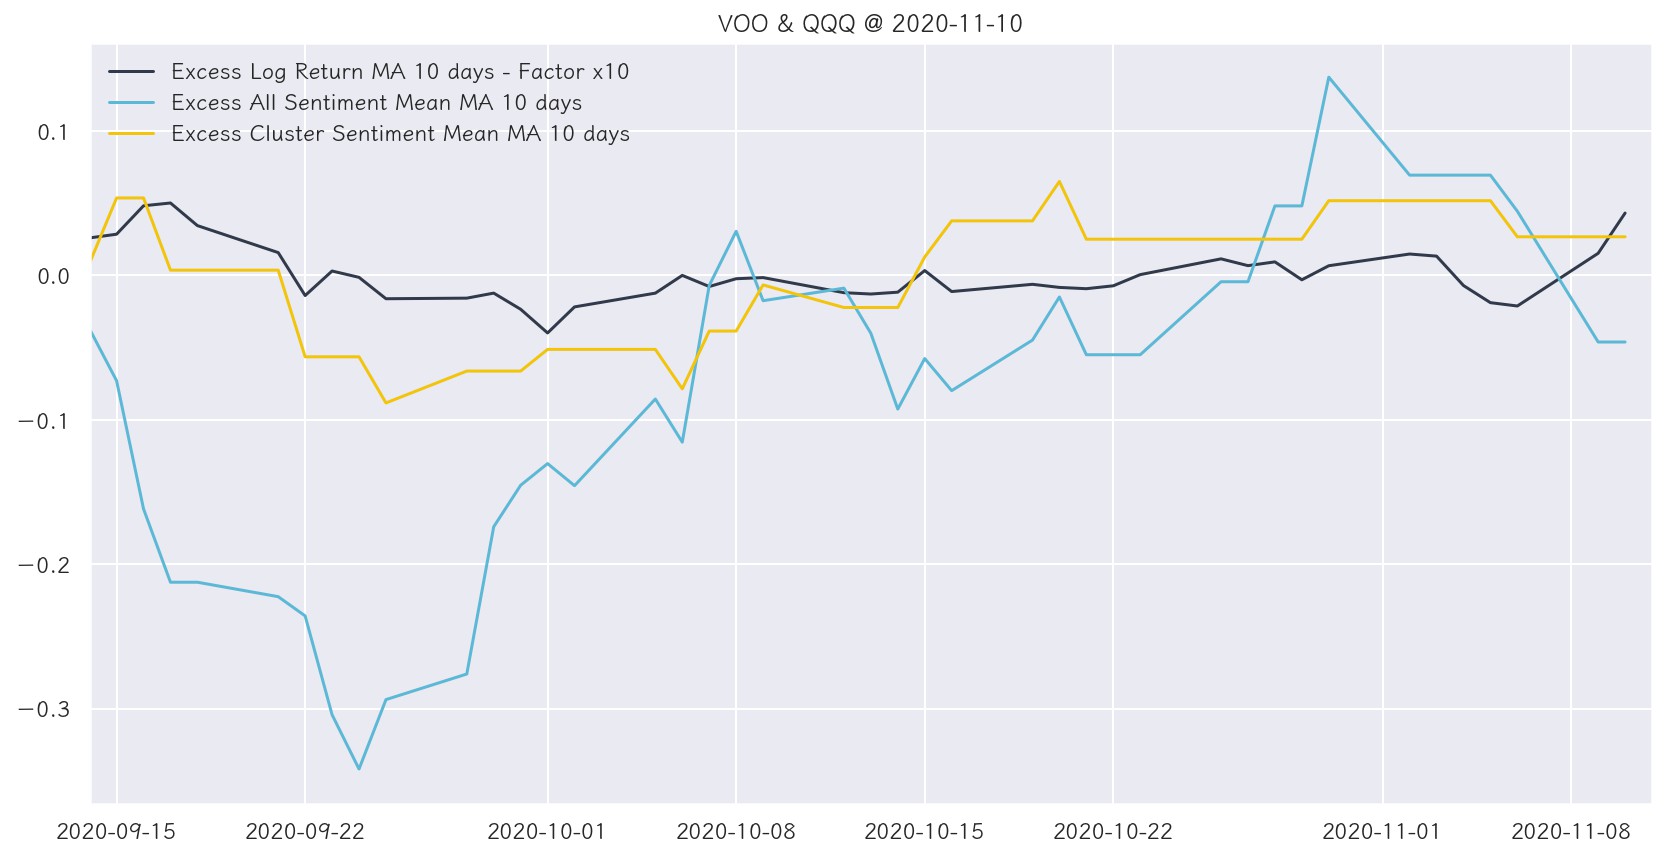 VOO & QQQ @ 2020-11-10
Excess Log Return MA 10 days - Factor x10
Excess All Sentiment Mean MA 10 days
Excess Cluster Sentiment Mean MA 10 days
0.1
0.0
−0.1
−0.2
−0.3
2020-09-15 2020-09-22 2020-10-01 2020-10-08 2020-10-15 2020-10-22 2020-11-01 2020-11-08